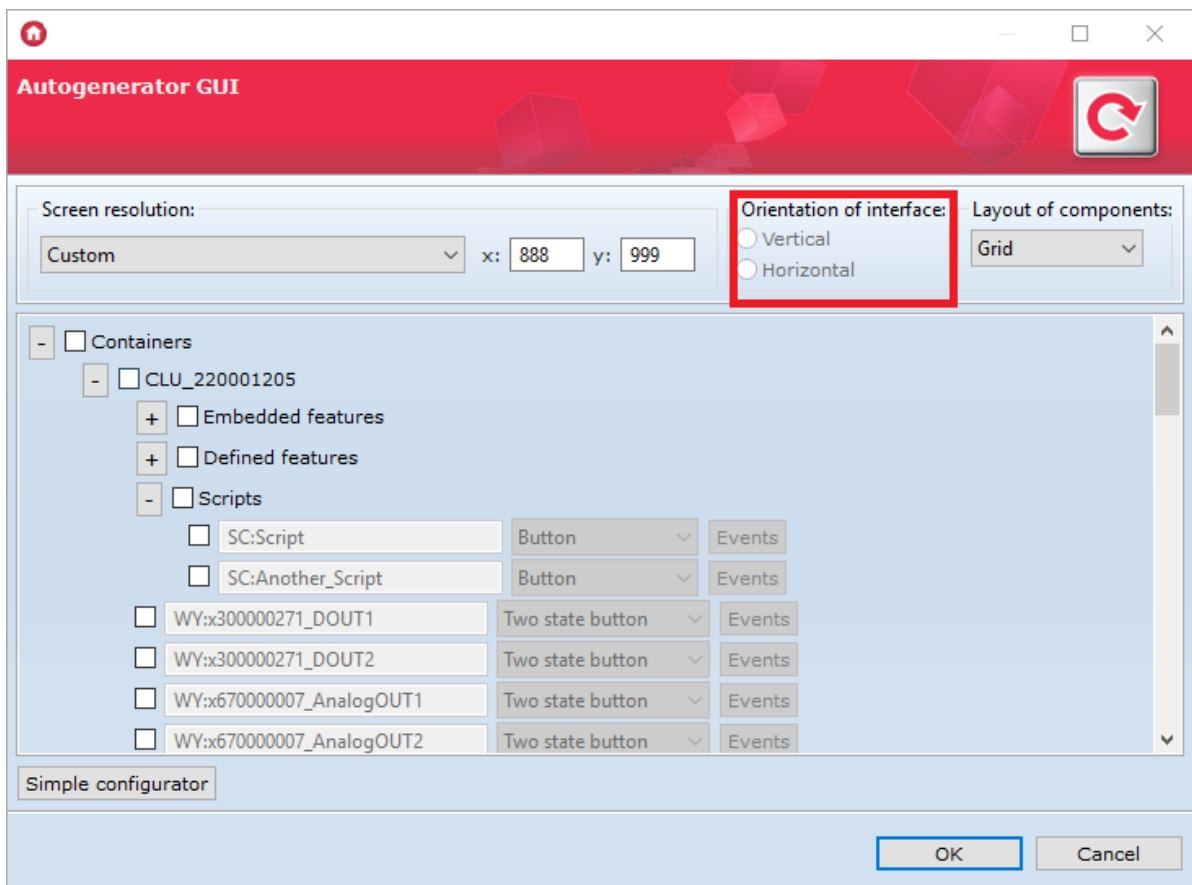 Autogenerator GUI
Screen resolution: Orientation of interface: Layout of components:
Custom x: 888 y: 999 Vertical Grid
Horizontal
- Containers
- CLU_220001205
+ Embedded features
+ Defined features
- Scripts
SC:Script Button Events
SC:Another_Script Button Events
WY:x300000271_DOUT1 Two state button Events
WY:x300000271_DOUT2 Two state button Events
WY:x670000007_AnalogOUT1 Two state button Events
WY:x670000007_AnalogOUT2 Two state button Events
Simple configurator
OK Cancel